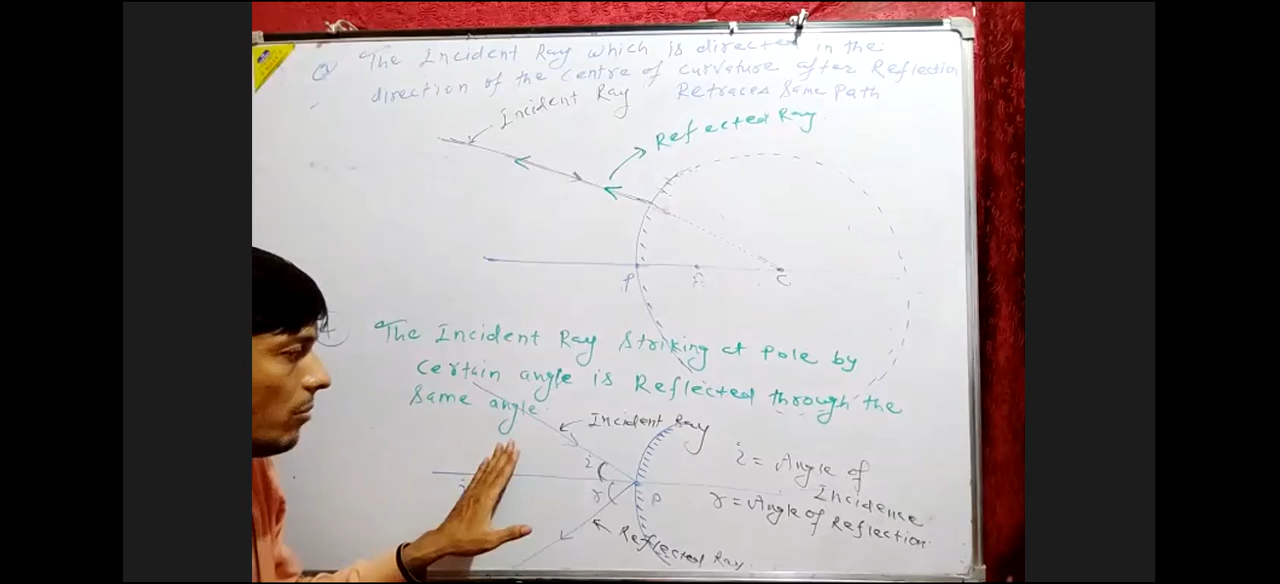 The Incident Ray which is directed in the
direction of the centre of curvature after Reflection
Retraces same path
Incident Ray
Reflected Ray
P
F
C
The Incident Ray striking at pole by
certain angle is Reflected through the
same angle.
Incident Ray
i
r
P
Reflected Ray
i = Angle of
Incidence
r = Angle of Reflection